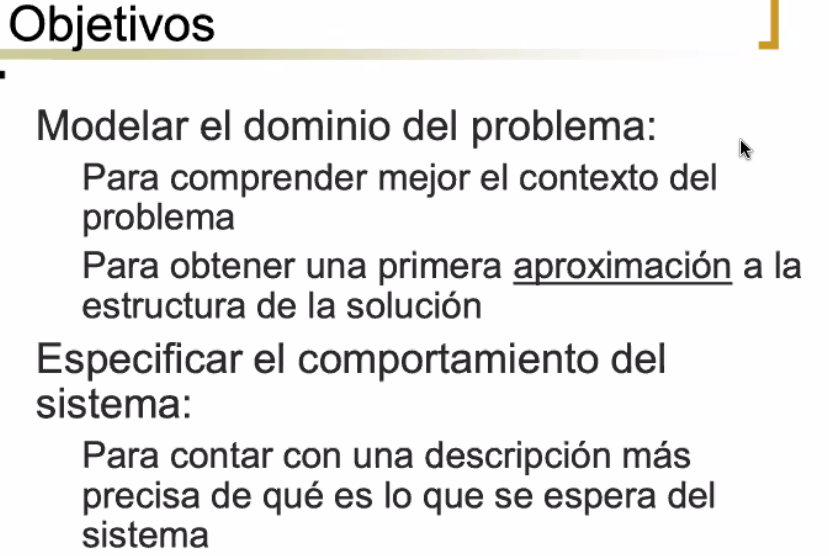 Objetivos
Modelar el dominio del problema:
Para comprender mejor el contexto del
problema
Para obtener una primera aproximación a la
estructura de la solución
Especificar el comportamiento del
sistema:
Para contar con una descripción más
precisa de qué es lo que se espera del
sistema